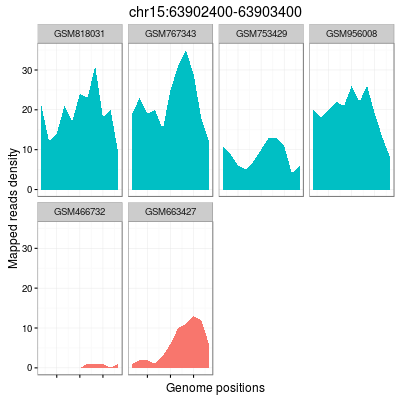 chr15:63902400-63903400
GSM818031 GSM767343 GSM753429 GSM956008
30
20
10
0
GSM466732 GSM663427
30
20
10
0
Mapped reads density
Genome positions